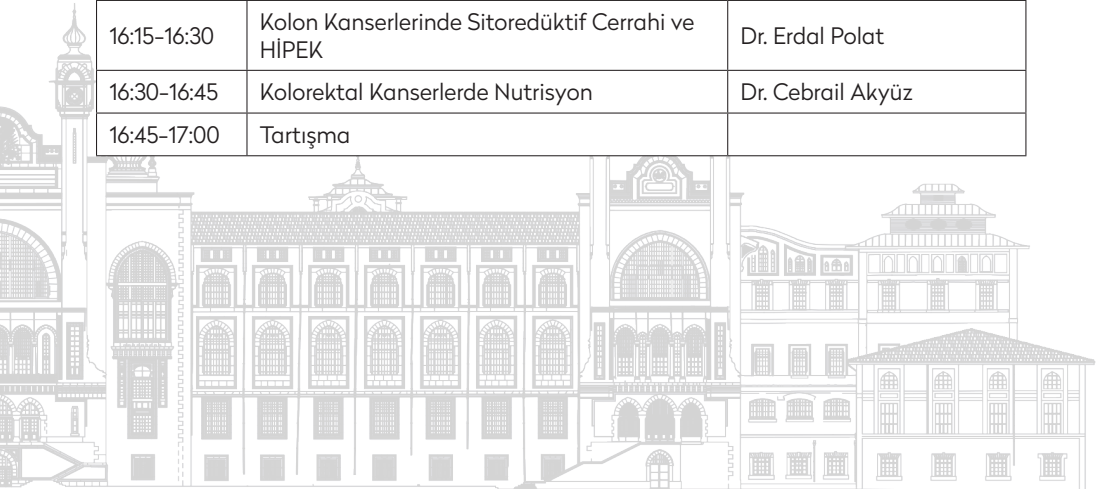 16:15-16:30 Kolon Kanserlerinde Sitoredüktif Cerrahi ve HİPEK Dr. Erdal Polat
16:30-16:45 Kolorektal Kanserlerde Nutrisyon Dr. Cebrail Akyüz
16:45-17:00 Tartışma